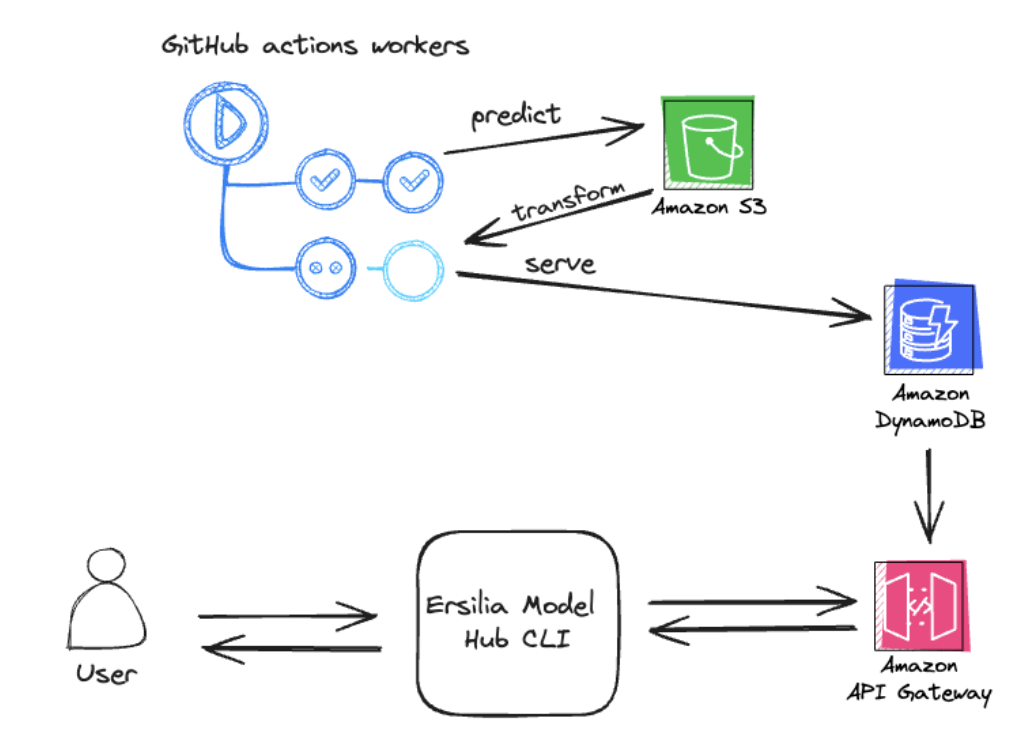 GitHub actions workers
predict
transform
Amazon S3
serve
Amazon
DynamoDB
Ersilia Model
Hub CLI
User
Amazon
API Gateway